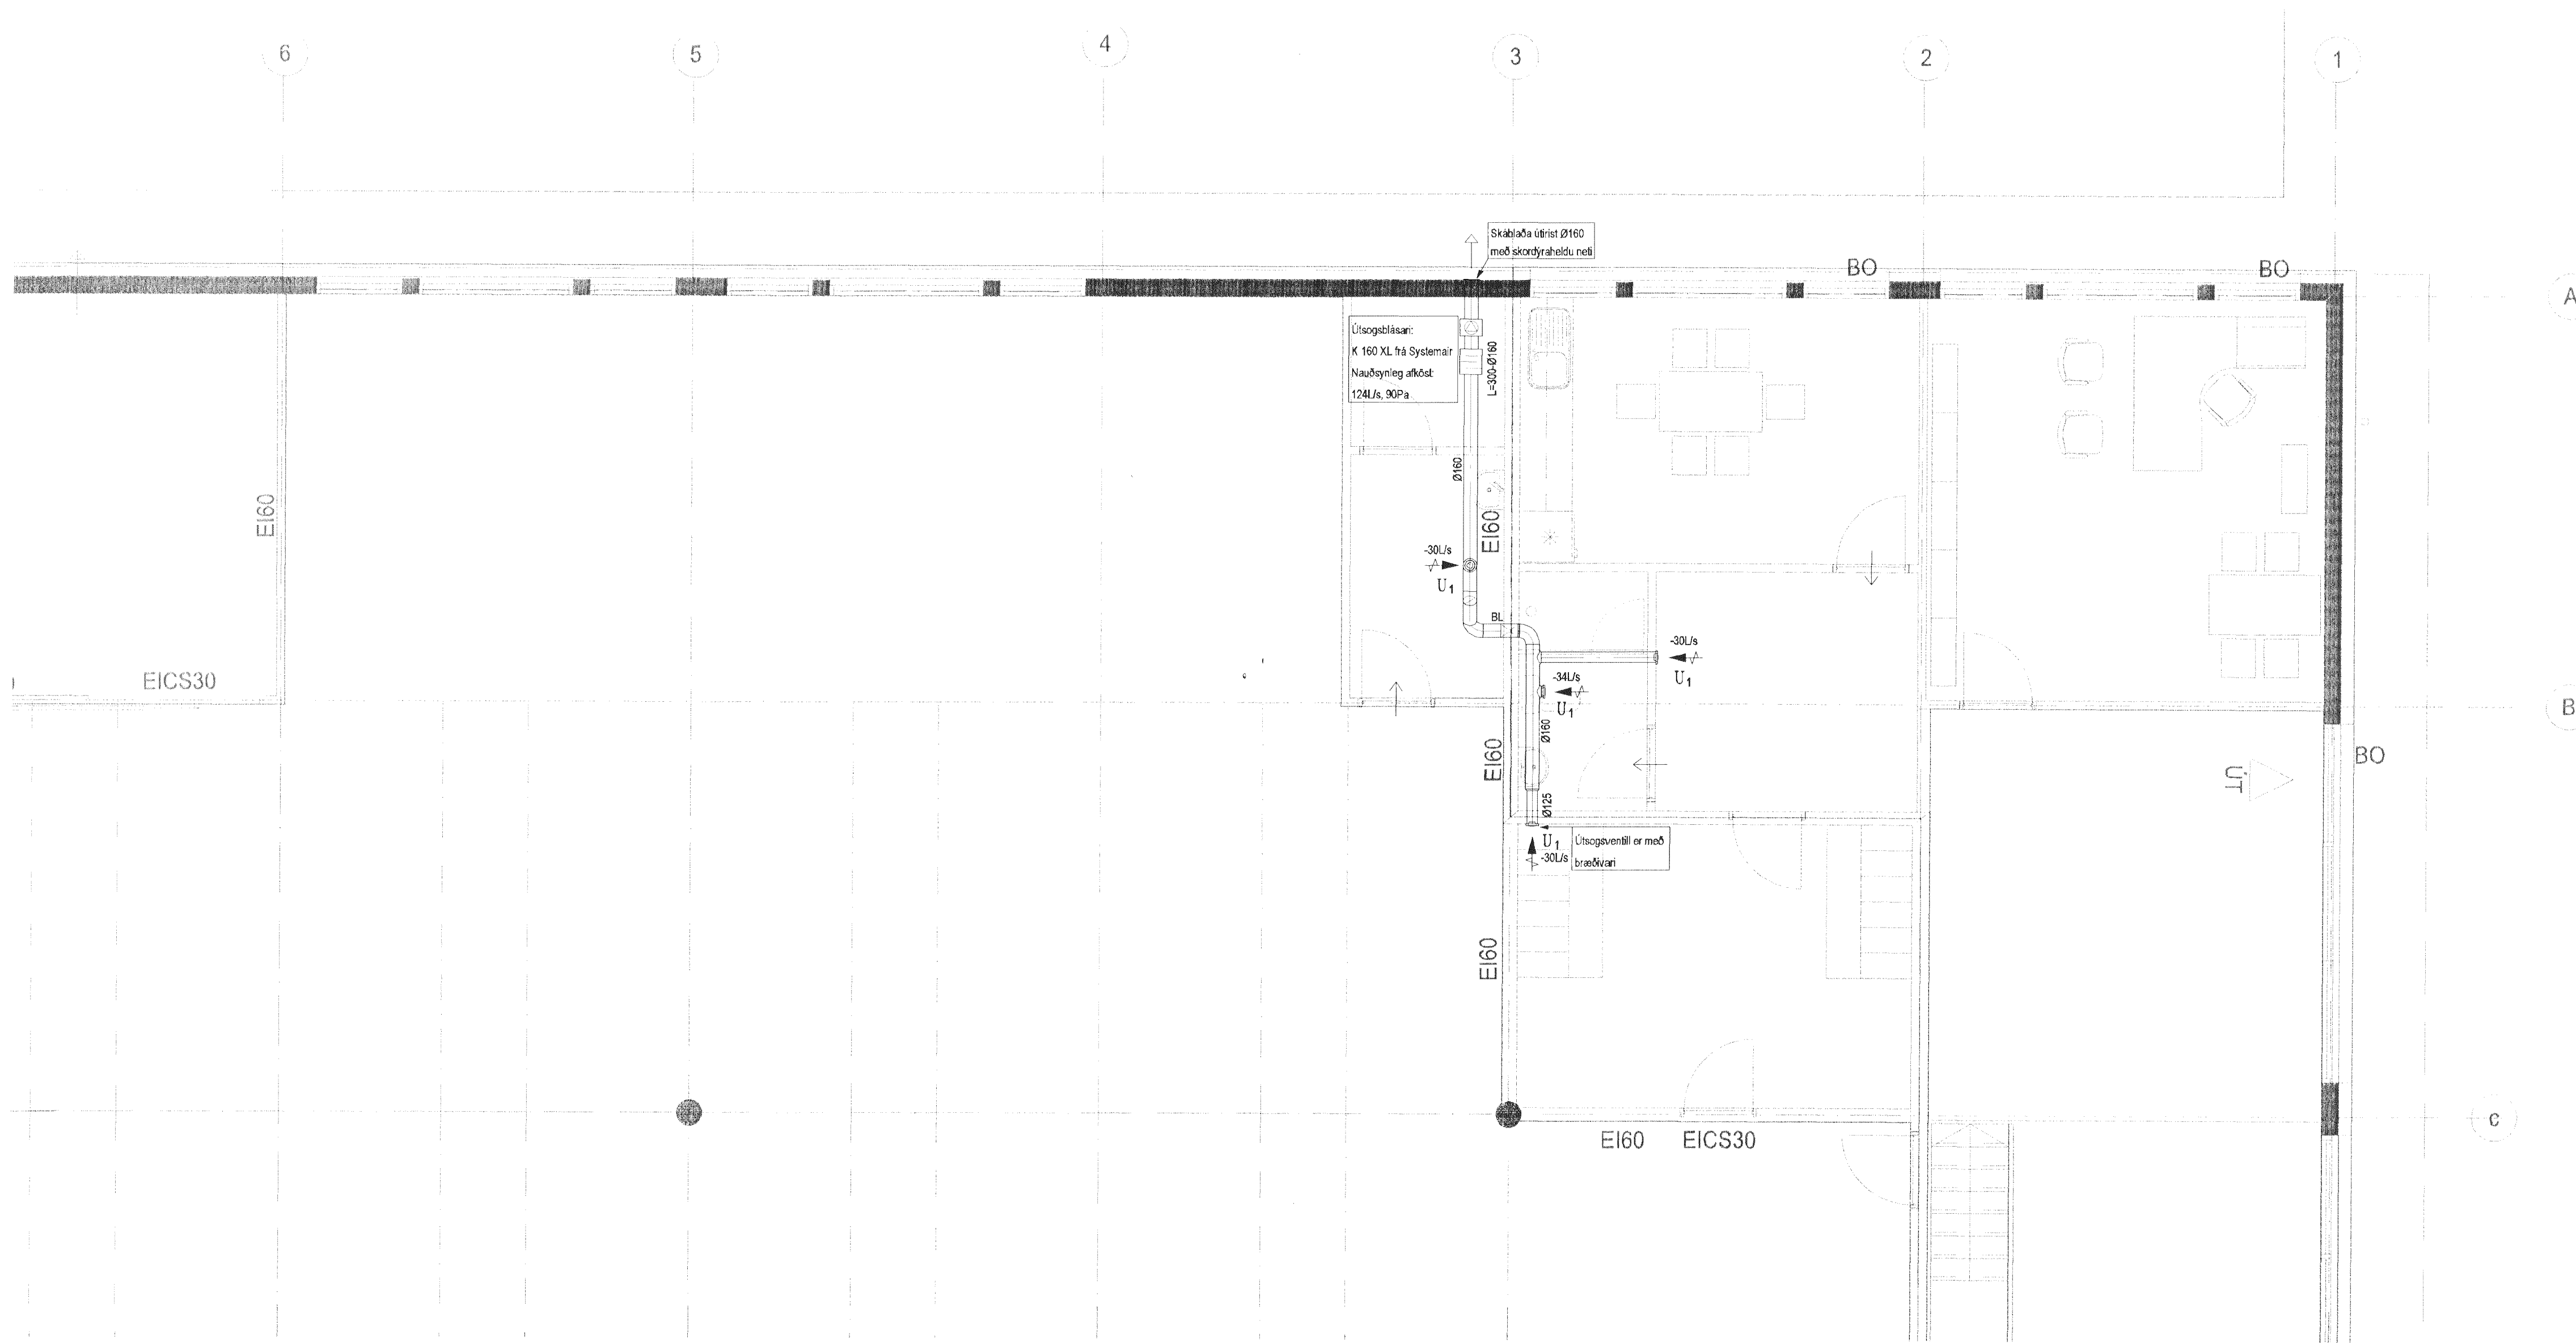 6
5
4
3
2
1
Skáblaða útirist Ø160
með skordýraheldu neti
BO
BO
A
Útsogsblásari:
K 160 XL frá Systemair
Nauðsynleg afköst:
124L/s, 90Pa
L=300-Ø160
Ø160
EI60
EI60
-30L/s
U1
BL
-30L/s
U1
-34L/s
U1
EICS30
B
Ø160
EI60
BO
ÚT
Ø125
U1
-30L/s
Útsogsventill er með
bræðivari
EI60
EI60
EICS30
C